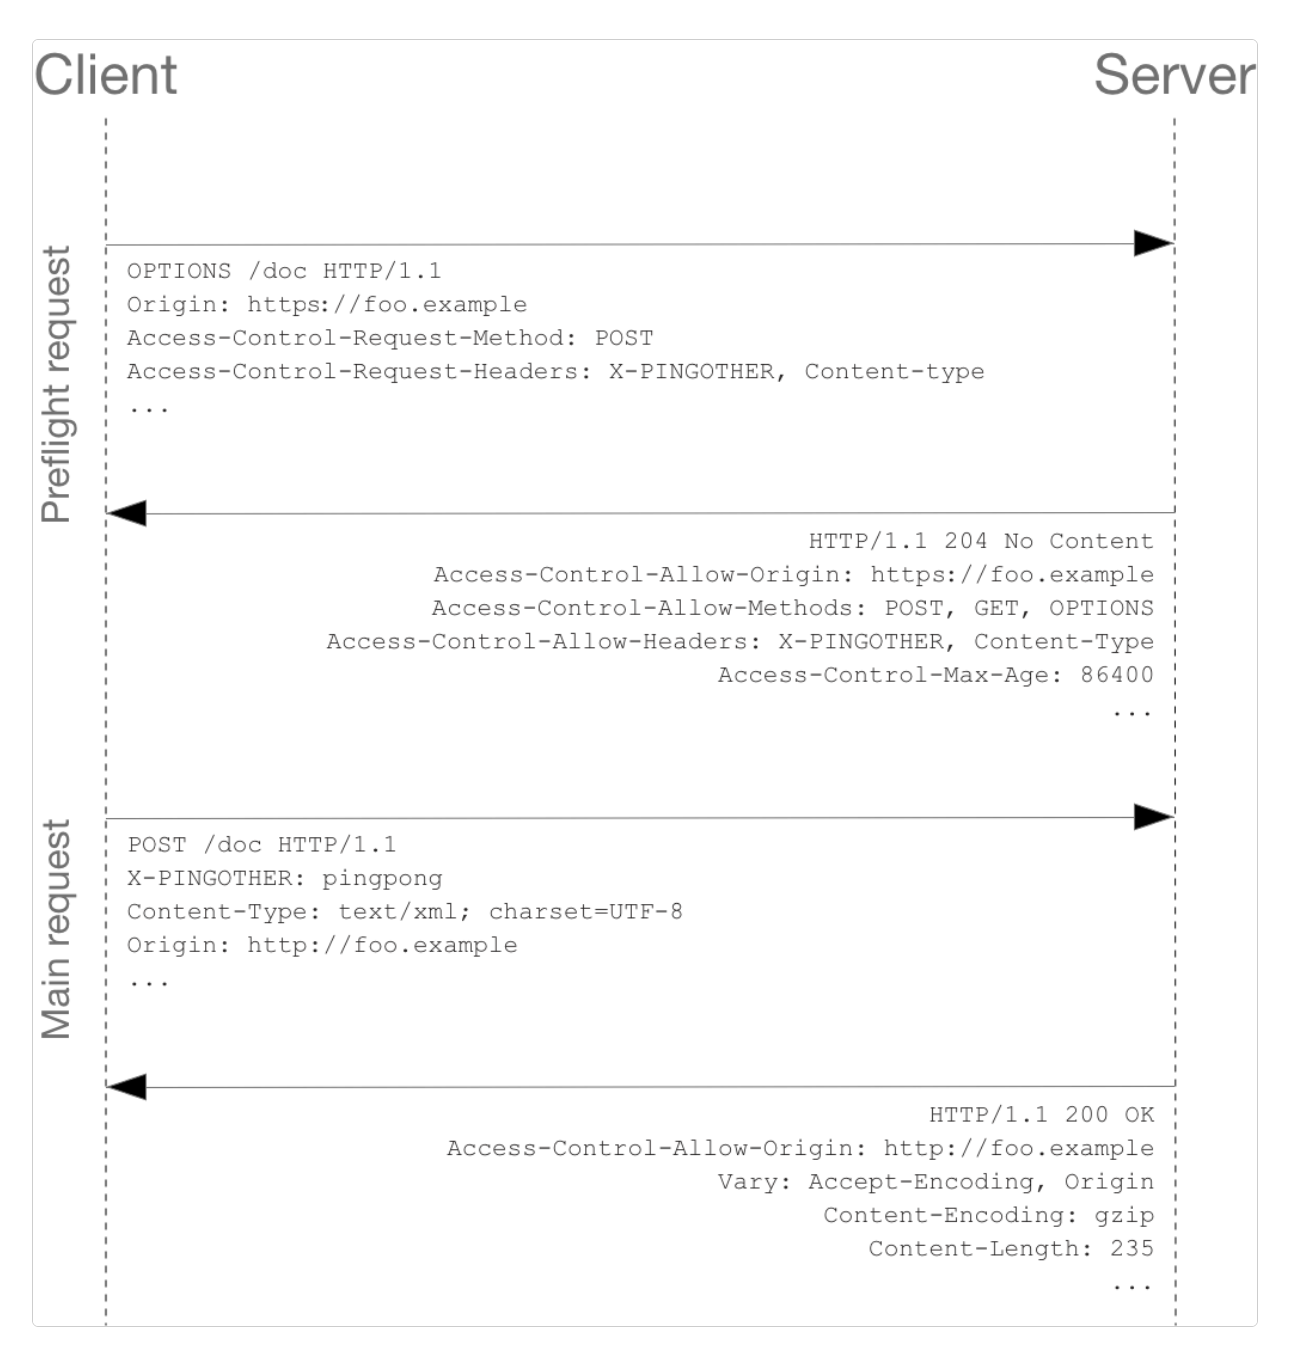 Client
Server
Preflight request
OPTIONS /doc HTTP/1.1
Origin: https://foo.example
Access-Control-Request-Method: POST
Access-Control-Request-Headers: X-PINGOTHER, Content-type
...
HTTP/1.1 204 No Content
Access-Control-Allow-Origin: https://foo.example
Access-Control-Allow-Methods: POST, GET, OPTIONS
Access-Control-Allow-Headers: X-PINGOTHER, Content-Type
Access-Control-Max-Age: 86400
...
Main request
POST /doc HTTP/1.1
X-PINGOTHER: pingpong
Content-Type: text/xml; charset=UTF-8
Origin: http://foo.example
...
HTTP/1.1 200 OK
Access-Control-Allow-Origin: http://foo.example
Vary: Accept-Encoding, Origin
Content-Encoding: gzip
Content-Length: 235
...